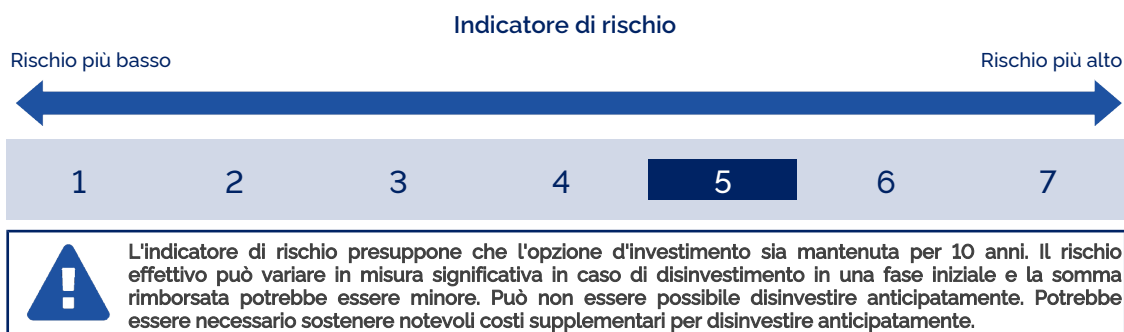 Indicatore di rischio
Rischio più basso Rischio più alto
1 2 3 4 5 6 7
L'indicatore di rischio presuppone che l'opzione d'investimento sia mantenuta per 10 anni. Il rischio
effettivo può variare in misura significativa in caso di disinvestimento in una fase iniziale e la somma
rimborsata potrebbe essere minore. Può non essere possibile disinvestire anticipatamente. Potrebbe
essere necessario sostenere notevoli costi supplementari per disinvestire anticipatamente.